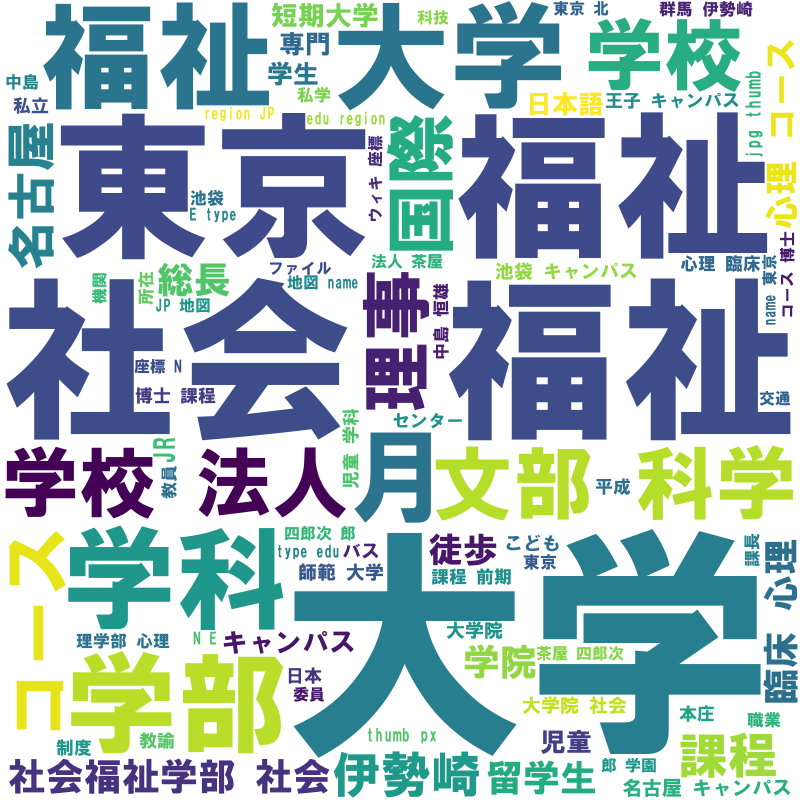 福祉 大学
短期大学
科技
東京 北
群馬 伊勢崎
専門
学生
学校
中島
私立
私学
region JP
edu region
日本語
王子 キャンパス
jpg thumb
心理 コース
名古屋
東京 福祉
国際
ウィキ 座標
池袋
E type
法人 茶屋
池袋 キャンパス
心理 臨床
コース 博士
name 東京
機関
所在
総長
ファイル
地図 name
JP 地図
理事
中島 恒雄
社会 福祉
座標 N
博士 課程
児童 学科
センター
交通
学校 法人
教員
JR
月
文部 科学
平成
コース
学科
四郎次 郎
type edu
バス
師範 大学
徒歩
課程 前期
こども
東京
課長
臨床 心理
大学
理学部 心理
N E
キャンパス
大学院
学院
茶屋 四郎次
学部
日本
委員
大学院 社会
本庄
職業
制度
教諭
thumb px
児童
郎 学園
課程
社会福祉学部 社会
伊勢崎
留学生
名古屋 キャンパス